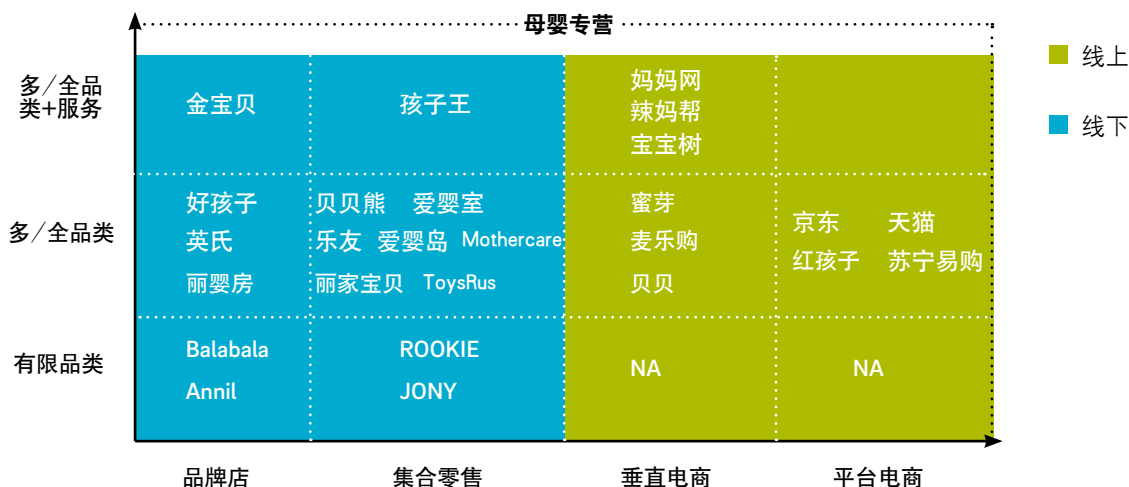 母婴专营
线上
线下
多/全品
类+服务
金宝贝
孩子王
妈妈网
辣妈帮
宝宝树
多/全品类
好孩子
英氏
丽婴房
贝贝熊 爱婴室
乐友 爱婴岛 Mothercare
丽家宝贝 ToysRus
蜜芽
麦乐购
贝贝
京东 天猫
红孩子 苏宁易购
有限品类
Balabala
Annil
ROOKIE
JONY
NA
NA
品牌店 集合零售 垂直电商 平台电商